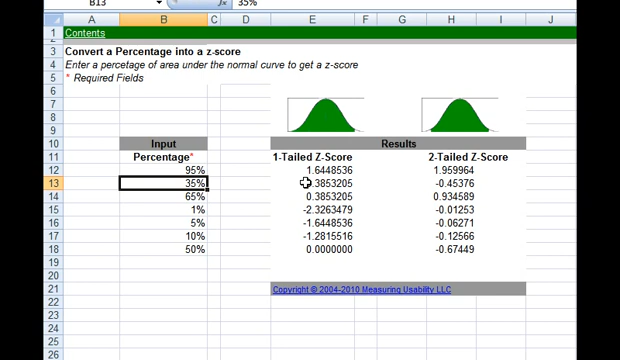 B13 fx 35%
A B C D E F G H I J
1 Contents
2
3 Convert a Percentage into a z-score
4 Enter a percetage of area under the normal curve to get a z-score
5 * Required Fields
6
7
8
9
10 Input Results
11 Percentage* 1-Tailed Z-Score 2-Tailed Z-Score
12 95% 1.6448536 1.959964
13 35% .3853205 -0.45376
14 65% 0.3853205 0.934589
15 1% -2.3263479 -0.01253
16 5% -1.6448536 -0.06271
17 10% -1.2815516 -0.12566
18 50% 0.0000000 -0.67449
19
20
21 Copyright © 2004-2010 Measuring Usability LLC
22
23
24
25
26